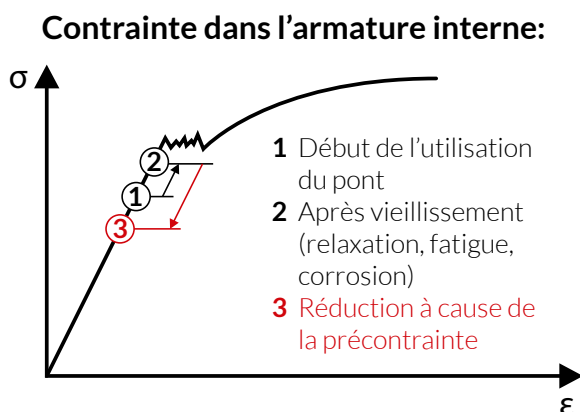 Contrainte dans l’armature interne:
σ
2
1
3
1 Début de l’utilisation
du pont
2 Après vieillissement
(relaxation, fatigue,
corrosion)
3 Réduction à cause de
la précontrainte
ε